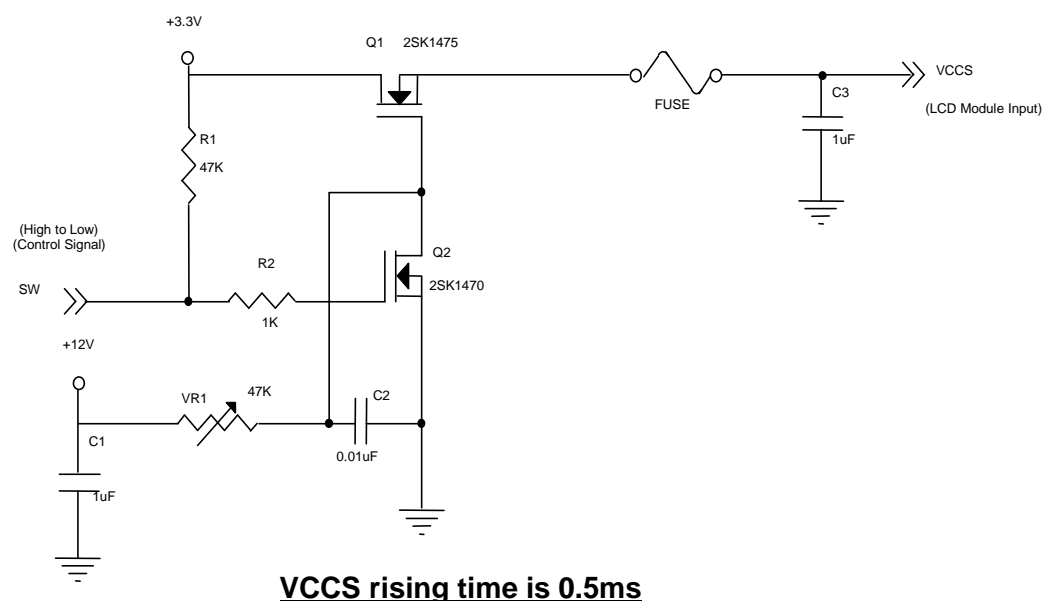 +3.3V
Q1
2SK1475
VCCS
(LCD Module Input)
FUSE
C3
1uF
R1
47K
(High to Low)
(Control Signal)
SW
R2
1K
Q2
2SK1470
+12V
VR1
47K
C2
0.01uF
C1
1uF
VCCS rising time is 0.5ms